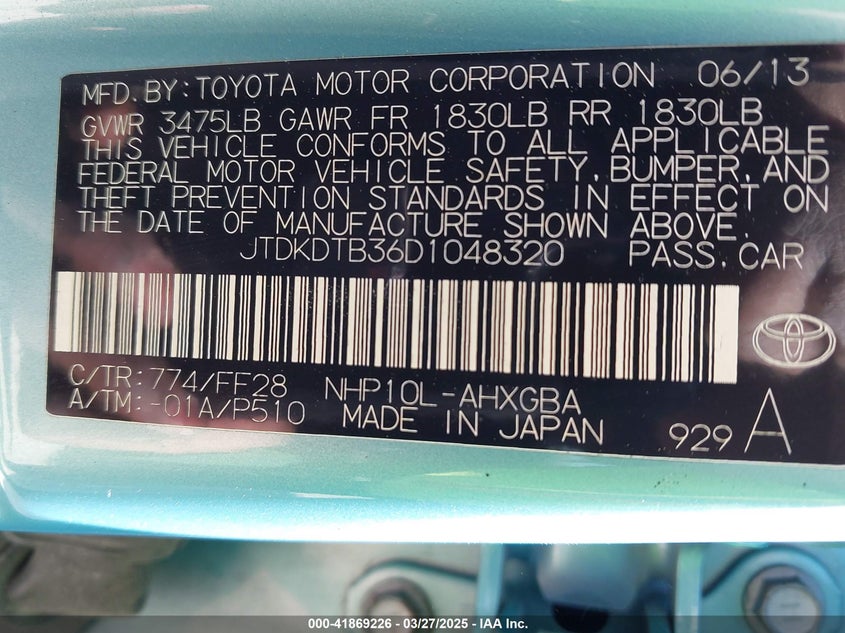 MFD. BY: TOYOTA MOTOR CORPORATION 06/13
GVWR 3475LB GAWR FR 1830LB RR 1830LB
THIS VEHICLE CONFORMS TO ALL APPLICABLE
FEDERAL MOTOR VEHICLE SAFETY, BUMPER, AND
THEFT PREVENTION STANDARDS IN EFFECT ON
THE DATE OF MANUFACTURE SHOWN ABOVE.
JTDKDTB36D1048320 PASS. CAR
C/TR: 774/FF28 NHP10L-AHXGBA
A/TM: -01A/P510 MADE IN JAPAN 929 A
000-41869226 - 03/27/2025 - IAA Inc.